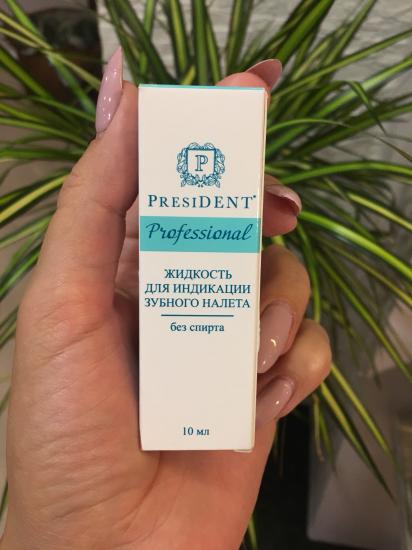 P
PRESIDENT®
Professional
ЖИДКОСТЬ
ДЛЯ ИНДИКАЦИИ
ЗУБНОГО НАЛЕТА
без спирта
10 мл